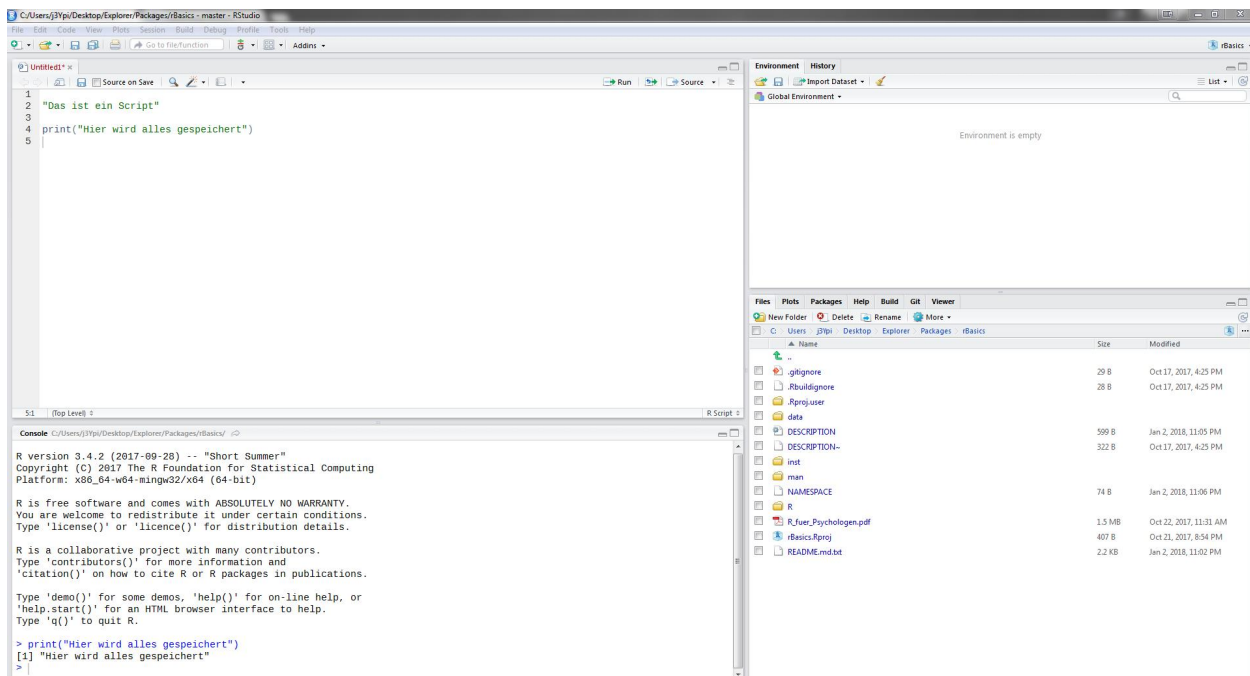 C:/Users/j3Ypi/Desktop/Explorer/Packages/rBasics - master - RStudio
File Edit Code View Plots Session Build Debug Profile Tools Help
Go to file/function Addins rBasics
Untitled1*
Source on Save Run Source
1
2 "Das ist ein Script"
3
4 print("Hier wird alles gespeichert")
5
5:1 (Top Level) R Script
Console C:/Users/j3Ypi/Desktop/Explorer/Packages/rBasics/
R version 3.4.2 (2017-09-28) -- "Short Summer"
Copyright (C) 2017 The R Foundation for Statistical Computing
Platform: x86_64-w64-mingw32/x64 (64-bit)
R is free software and comes with ABSOLUTELY NO WARRANTY.
You are welcome to redistribute it under certain conditions.
Type 'license()' or 'licence()' for distribution details.
R is a collaborative project with many contributors.
Type 'contributors()' for more information and
'citation()' on how to cite R or R packages in publications.
Type 'demo()' for some demos, 'help()' for on-line help, or
'help.start()' for an HTML browser interface to help.
Type 'q()' to quit R.
> print("Hier wird alles gespeichert")
[1] "Hier wird alles gespeichert"
>
Environment History
Import Dataset List
Global Environment
Environment is empty
Files Plots Packages Help Build Git Viewer
New Folder Delete Rename More
C: Users j3Ypi Desktop Explorer Packages rBasics
Name Size Modified
..
.gitignore 29 B Oct 17, 2017, 4:25 PM
.Rbuildignore 28 B Oct 17, 2017, 4:25 PM
.Rproj.user
data
DESCRIPTION 599 B Jan 2, 2018, 11:05 PM
DESCRIPTION~ 322 B Oct 17, 2017, 4:25 PM
inst
man
NAMESPACE 74 B Jan 2, 2018, 11:06 PM
R
R_fuer_Psychologen.pdf 1.5 MB Oct 22, 2017, 11:31 AM
rBasics.Rproj 407 B Oct 21, 2017, 8:54 PM
README.md.txt 2.2 KB Jan 2, 2018, 11:02 PM